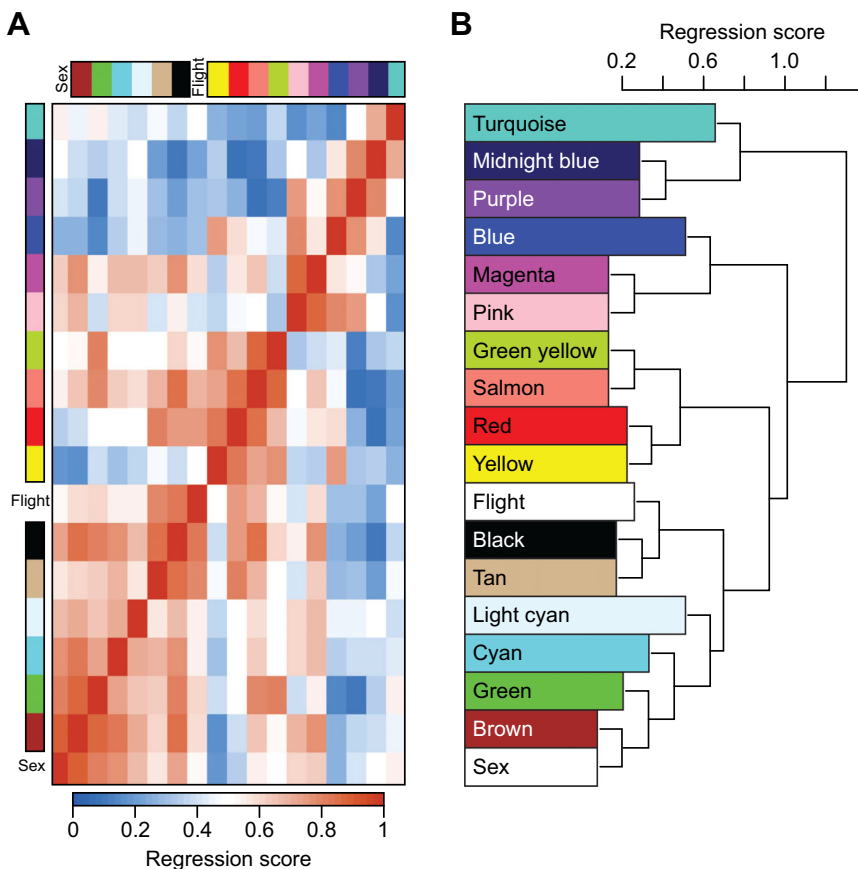 A
Sex
Flight
Flight
Sex
0 0.2 0.4 0.6 0.8 1
Regression score
B
Regression score
0.2 0.6 1.0
Turquoise
Midnight blue
Purple
Blue
Magenta
Pink
Green yellow
Salmon
Red
Yellow
Flight
Black
Tan
Light cyan
Cyan
Green
Brown
Sex